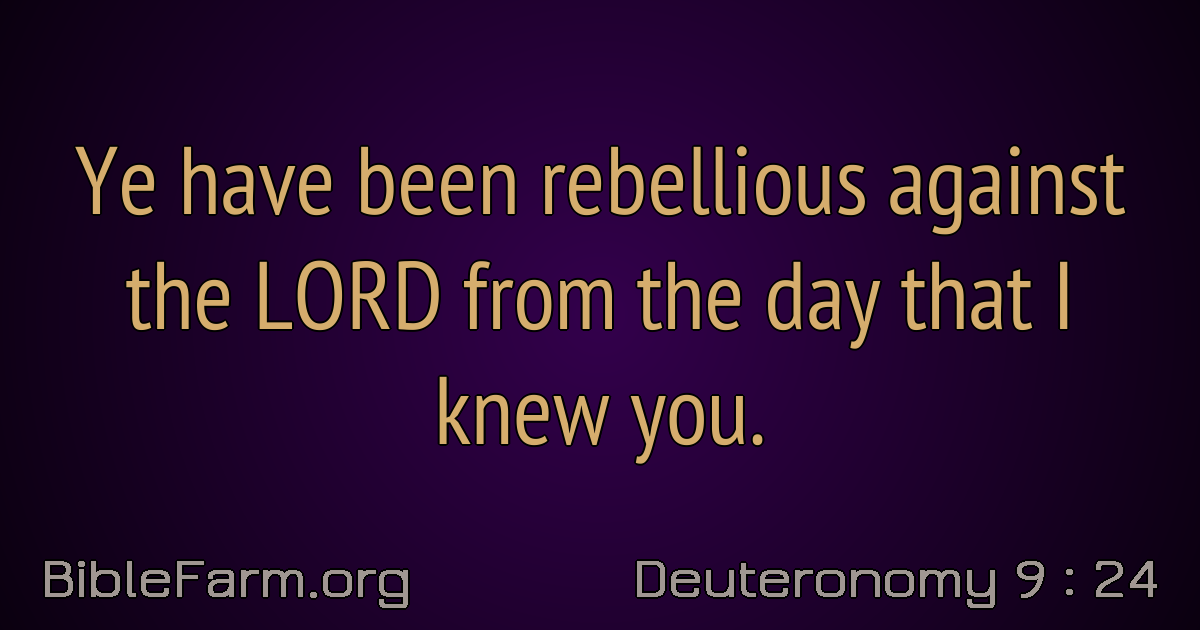 Ye have been rebellious against
the LORD from the day that I
knew you.
BibleFarm.org
Deuteronomy 9 : 24